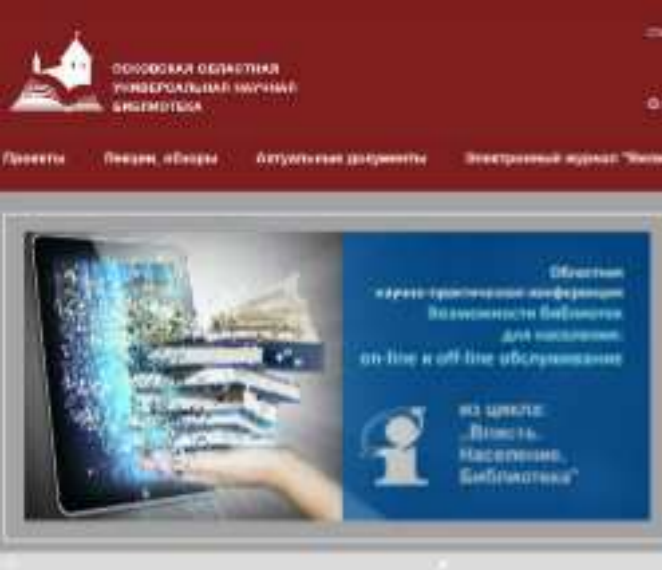 ПСКОВСКАЯ ОБЛАСТНАЯ
УНИВЕРСАЛЬНАЯ НАУЧНАЯ
БИБЛИОТЕКА
Проекты Лекции, обзоры Актуальные документы Электронный журнал
Областная
научно-практическая конференция
Возможности библиотек
для населения:
on-line и off-line обслуживание
из цикла:
„Власть.
Население.
Библиотека"